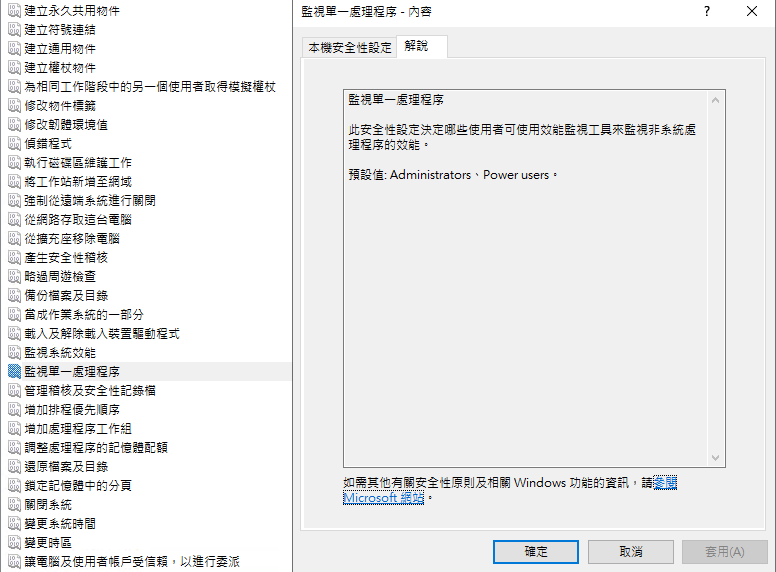 建立永久共用物件
建立符號連結
建立通用物件
建立權杖物件
為相同工作階段中的另一個使用者取得模擬權杖
修改物件標籤
修改韌體環境值
偵錯程式
執行磁碟區維護工作
將工作站新增至網域
強制從遠端系統進行關閉
從網路存取這台電腦
從擴充座移除電腦
產生安全性稽核
略過周遊檢查
備份檔案及目錄
當成作業系統的一部分
載入及解除載入裝置驅動程式
監視系統效能
監視單一處理程序
管理稽核及安全性記錄檔
增加排程優先順序
增加處理程序工作組
調整處理程序的記憶體配額
還原檔案及目錄
鎖定記憶體中的分頁
關閉系統
變更系統時間
變更時區
讓電腦及使用者帳戶受信賴，以進行委派
監視單一處理程序 - 內容
?
本機安全性設定
解說
監視單一處理程序
此安全性設定決定哪些使用者可使用效能監視工具來監視非系統處
理程序的效能。
預設值: Administrators、Power users。
如需其他有關安全性原則及相關 Windows 功能的資訊，請參閱
Microsoft 網站。
確定
取消
套用(A)